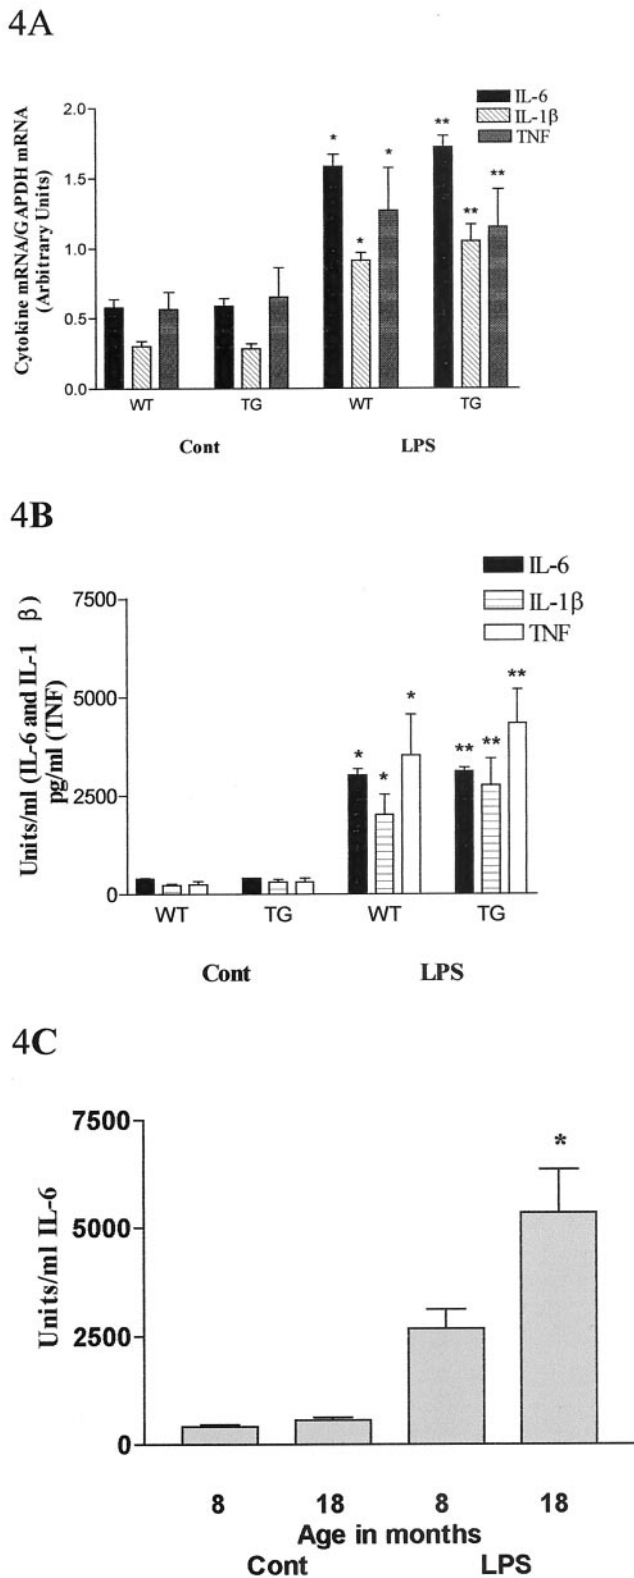 4A
IL-6
IL-1β
TNF
Cytokine mRNA/GAPDH mRNA
(Arbitrary Units)
2.0
1.5
1.0
0.5
0.0
* * * ** ** **
WT TG WT TG
Cont LPS
4B
IL-6
IL-1β
TNF
Units/ml (IL-6 and IL-1 β)
pg/ml (TNF)
7500
5000
2500
0
* * * ** ** **
WT TG WT TG
Cont LPS
4C
Units/ml IL-6
7500
5000
2500
0
*
8 18 8 18
Age in months
Cont LPS